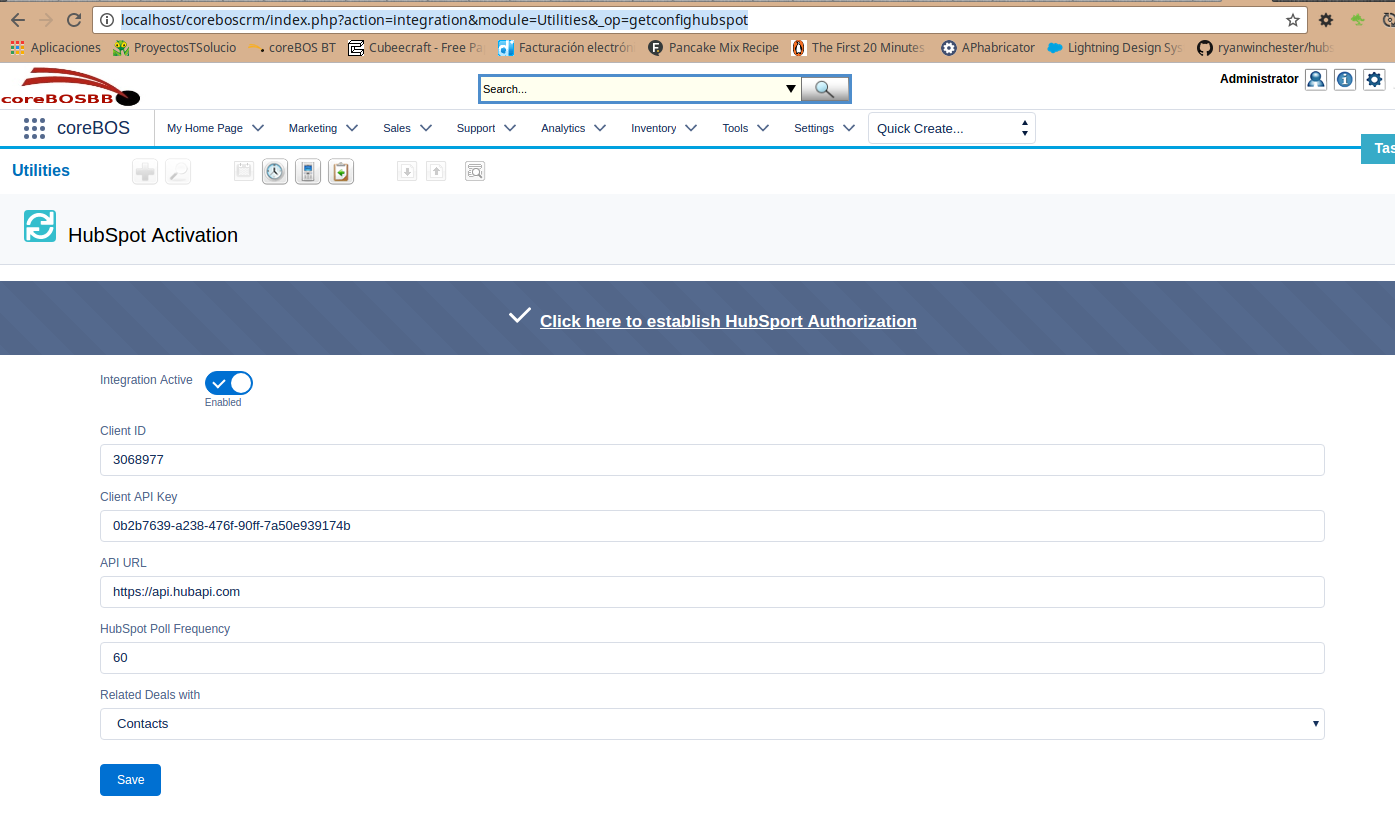 localhost/coreboscrm/index.php?action=integration&module=Utilities&_op=getconfighubspot
Aplicaciones ProyectosTSolucio coreBOS BT Cubeecraft - Free Pa Facturación electrón Pancake Mix Recipe The First 20 Minutes APhabricator Lightning Design Sys ryanwinchester/hubs
coreBOSBB Search... Administrator
coreBOS My Home Page Marketing Sales Support Analytics Inventory Tools Settings Quick Create...
Tas
Utilities
HubSpot Activation
Click here to establish HubSport Authorization
Integration Active
Enabled
Client ID
3068977
Client API Key
0b2b7639-a238-476f-90ff-7a50e939174b
API URL
https://api.hubapi.com
HubSpot Poll Frequency
60
Related Deals with
Contacts
Save